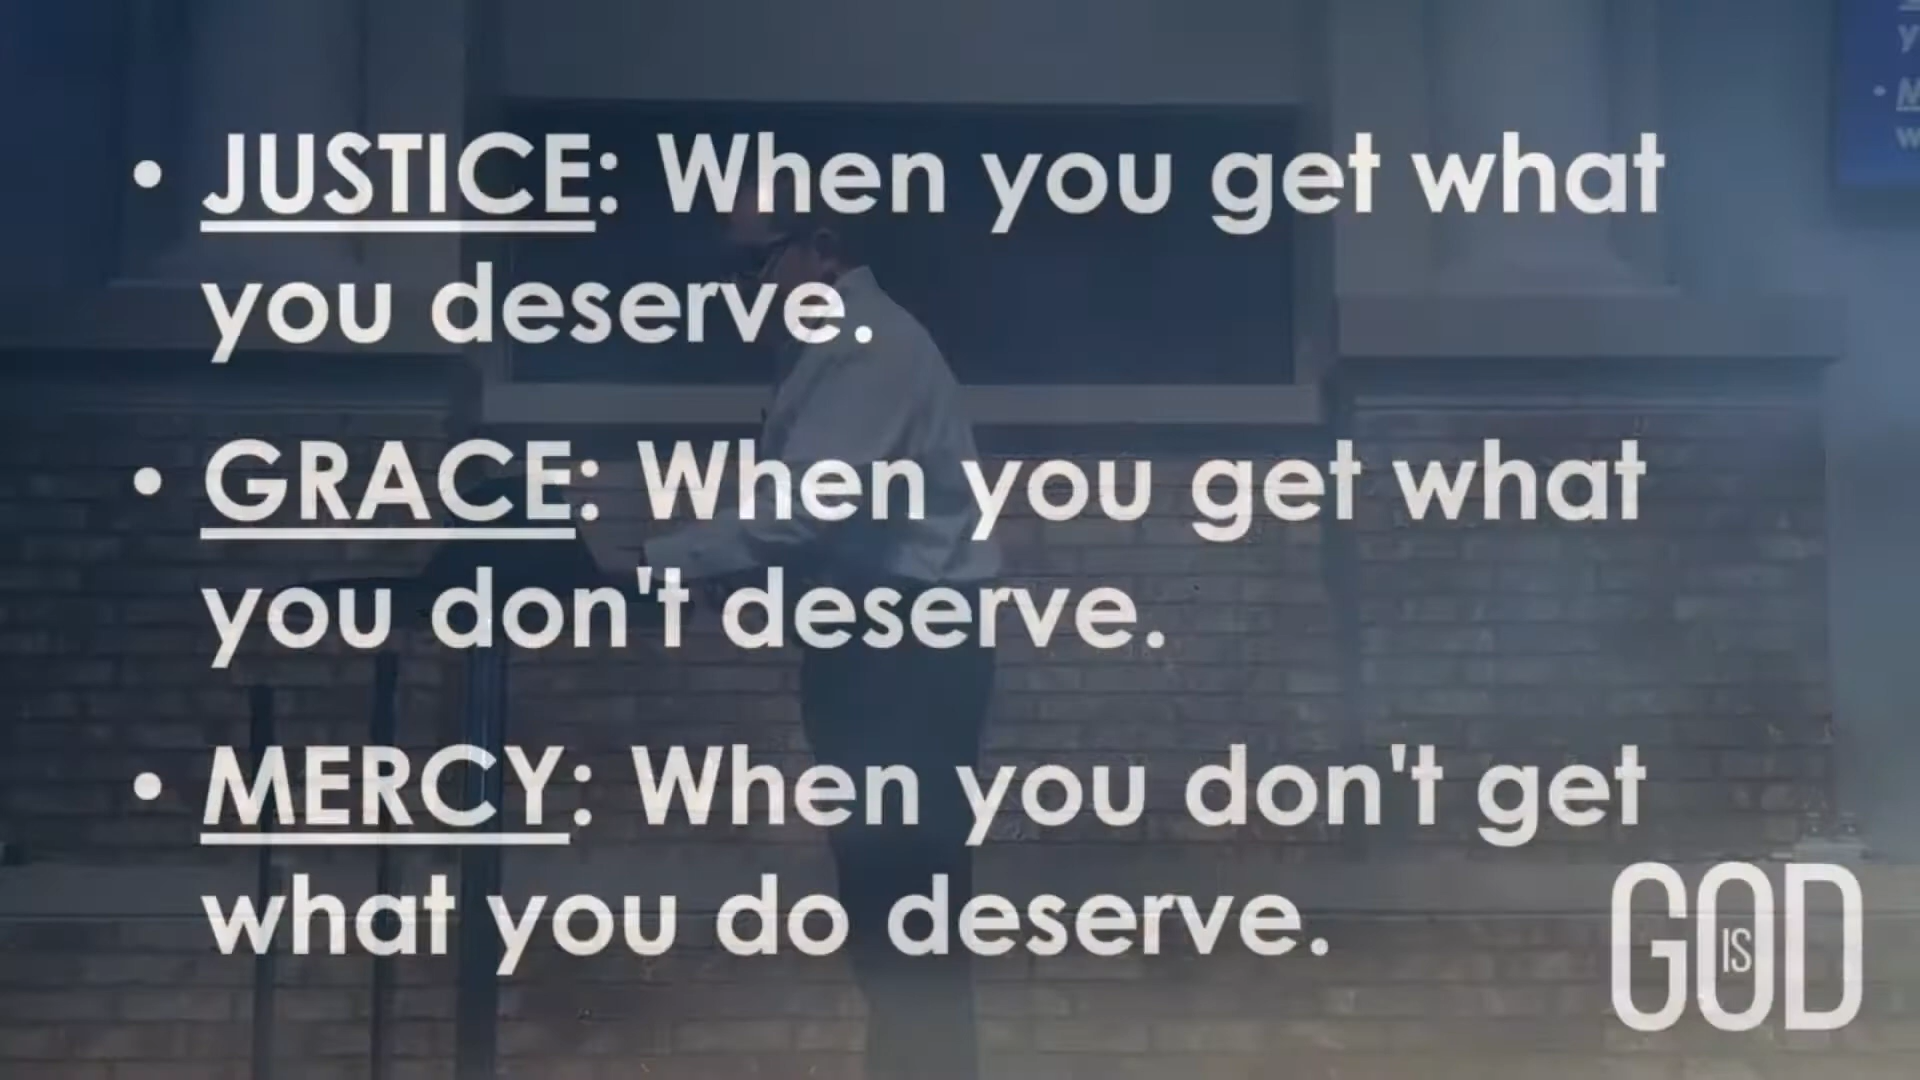 • JUSTICE: When you get what
you deserve.
• GRACE: When you get what
you don't deserve.
• MERCY: When you don't get
what you do deserve.
GOD
IS